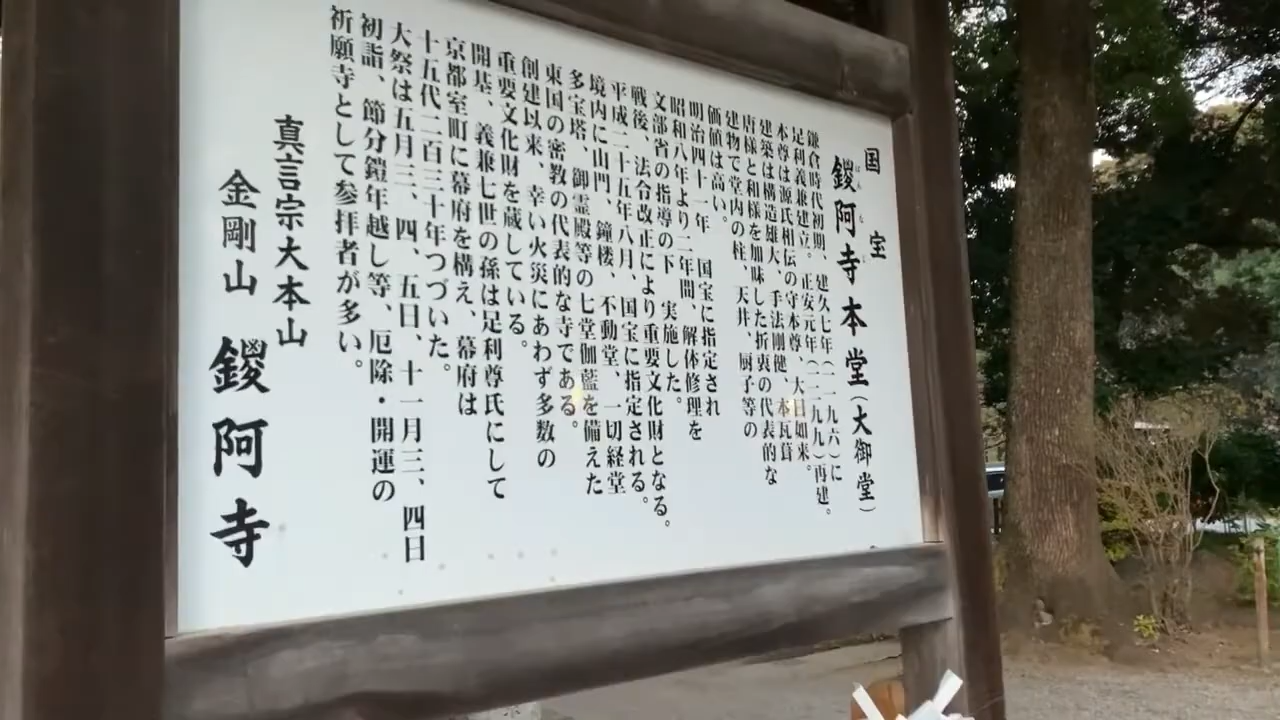 国宝
鑁阿寺本堂(大御堂)
ばん な じ
鎌倉時代初期、建久七年(一一九六)に
足利義兼建立。正安元年(一二九九)再建。
本尊は源氏相伝の守本尊、大日如来。
建築は構造雄大、手法剛健、本瓦葺
唐様と和様を加味した折衷の代表的な
建物で堂内の柱、天井、厨子等の
価値は高い。
明治四十一年 国宝に指定され
昭和八年より二年間、解体修理を
文部省の指導の下 実施した。
戦後、法令改正により重要文化財となる。
平成二十五年八月、国宝に指定される。
境内に山門、鐘楼、不動堂、一切経堂
多宝塔、御霊殿等の七堂伽藍を備えた
東国の密教の代表的な寺である。
創建以来、幸い火災にあわず多数の
重要文化財を蔵している。
開基、義兼七世の孫は足利尊氏にして
京都室町に幕府を構え、幕府は
十五代二百三十年つづいた。
大祭は五月三、四、五日、十一月三、四日
初詣、節分鎧年越し等、厄除・開運の
祈願寺として参拝者が多い。
真言宗大本山
金剛山 鑁阿寺